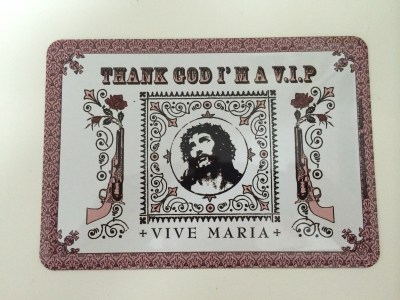 THANK GOD I'M A V.I.P
+ VIVE MARIA +